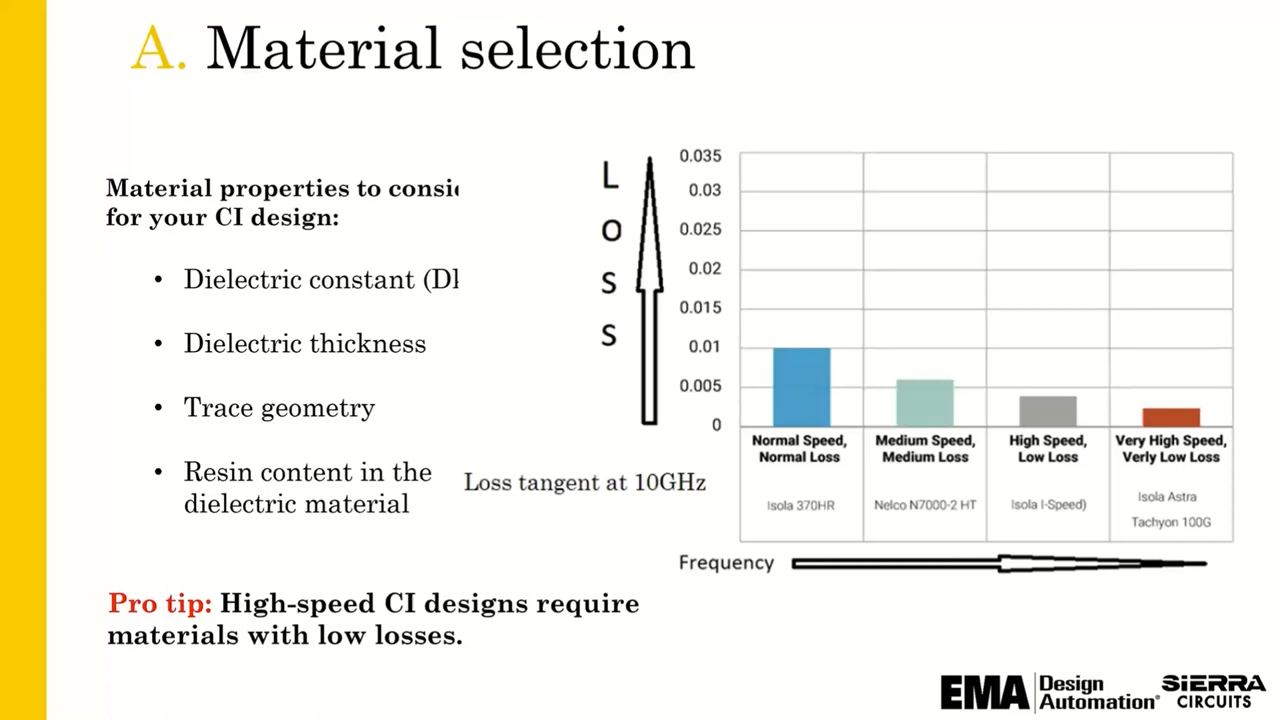 A. Material selection
Material properties to consi
for your CI design:
• Dielectric constant (D
• Dielectric thickness
• Trace geometry
• Resin content in the
dielectric material
Pro tip: High-speed CI designs require
materials with low losses.
L
O
S
S
0.035
0.03
0.025
0.02
0.015
0.01
0.005
0
Normal Speed,
Normal Loss
Medium Speed,
Medium Loss
High Speed,
Low Loss
Very High Speed,
Verly Low Loss
Loss tangent at 10GHz
Isola 370HR
Nelco N7000-2 HT
Isola I-Speed)
Isola Astra
Tachyon 100G
Frequency
EMA Design
Automation®
SIERRA
CIRCUITS